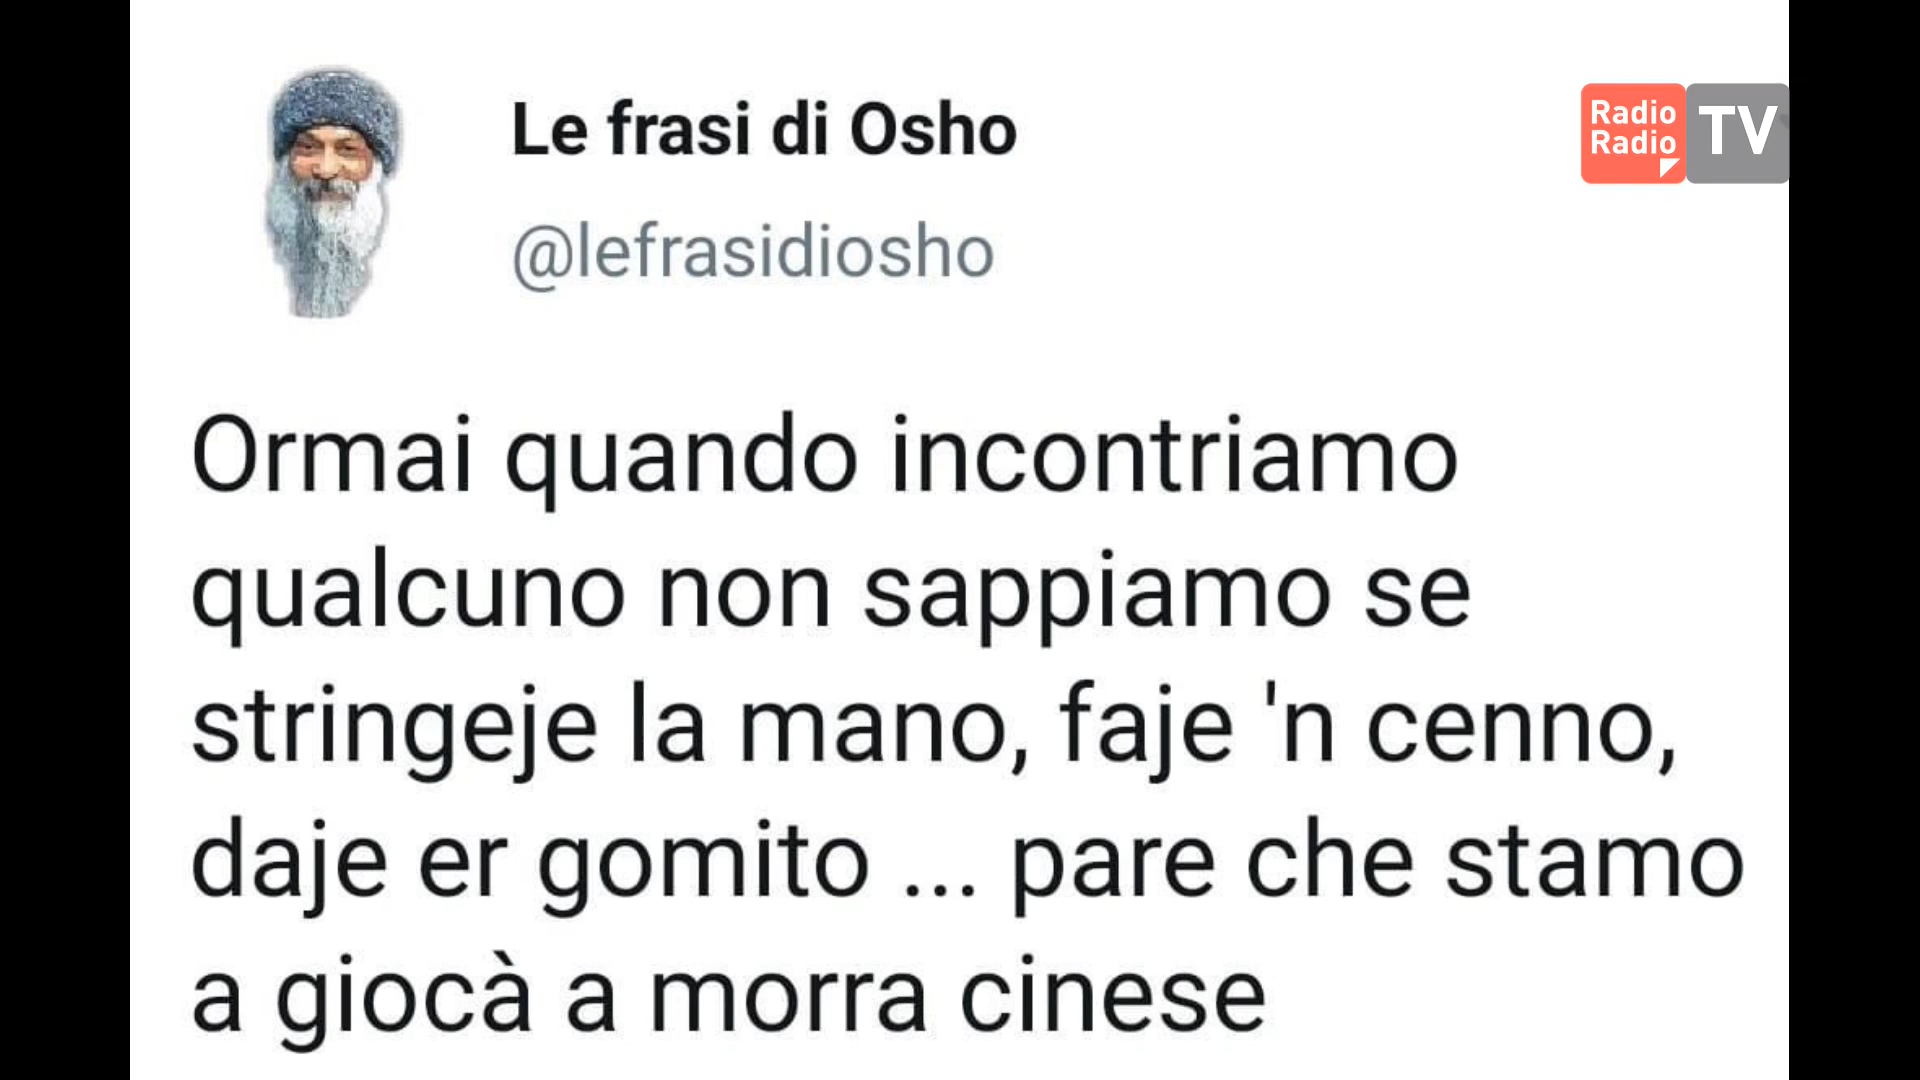 Le frasi di Osho
@lefrasidiosho
Radio
Radio
TV
Ormai quando incontriamo
qualcuno non sappiamo se
stringeje la mano, faje 'n cenno,
daje er gomito ... pare che stamo
a giocà a morra cinese